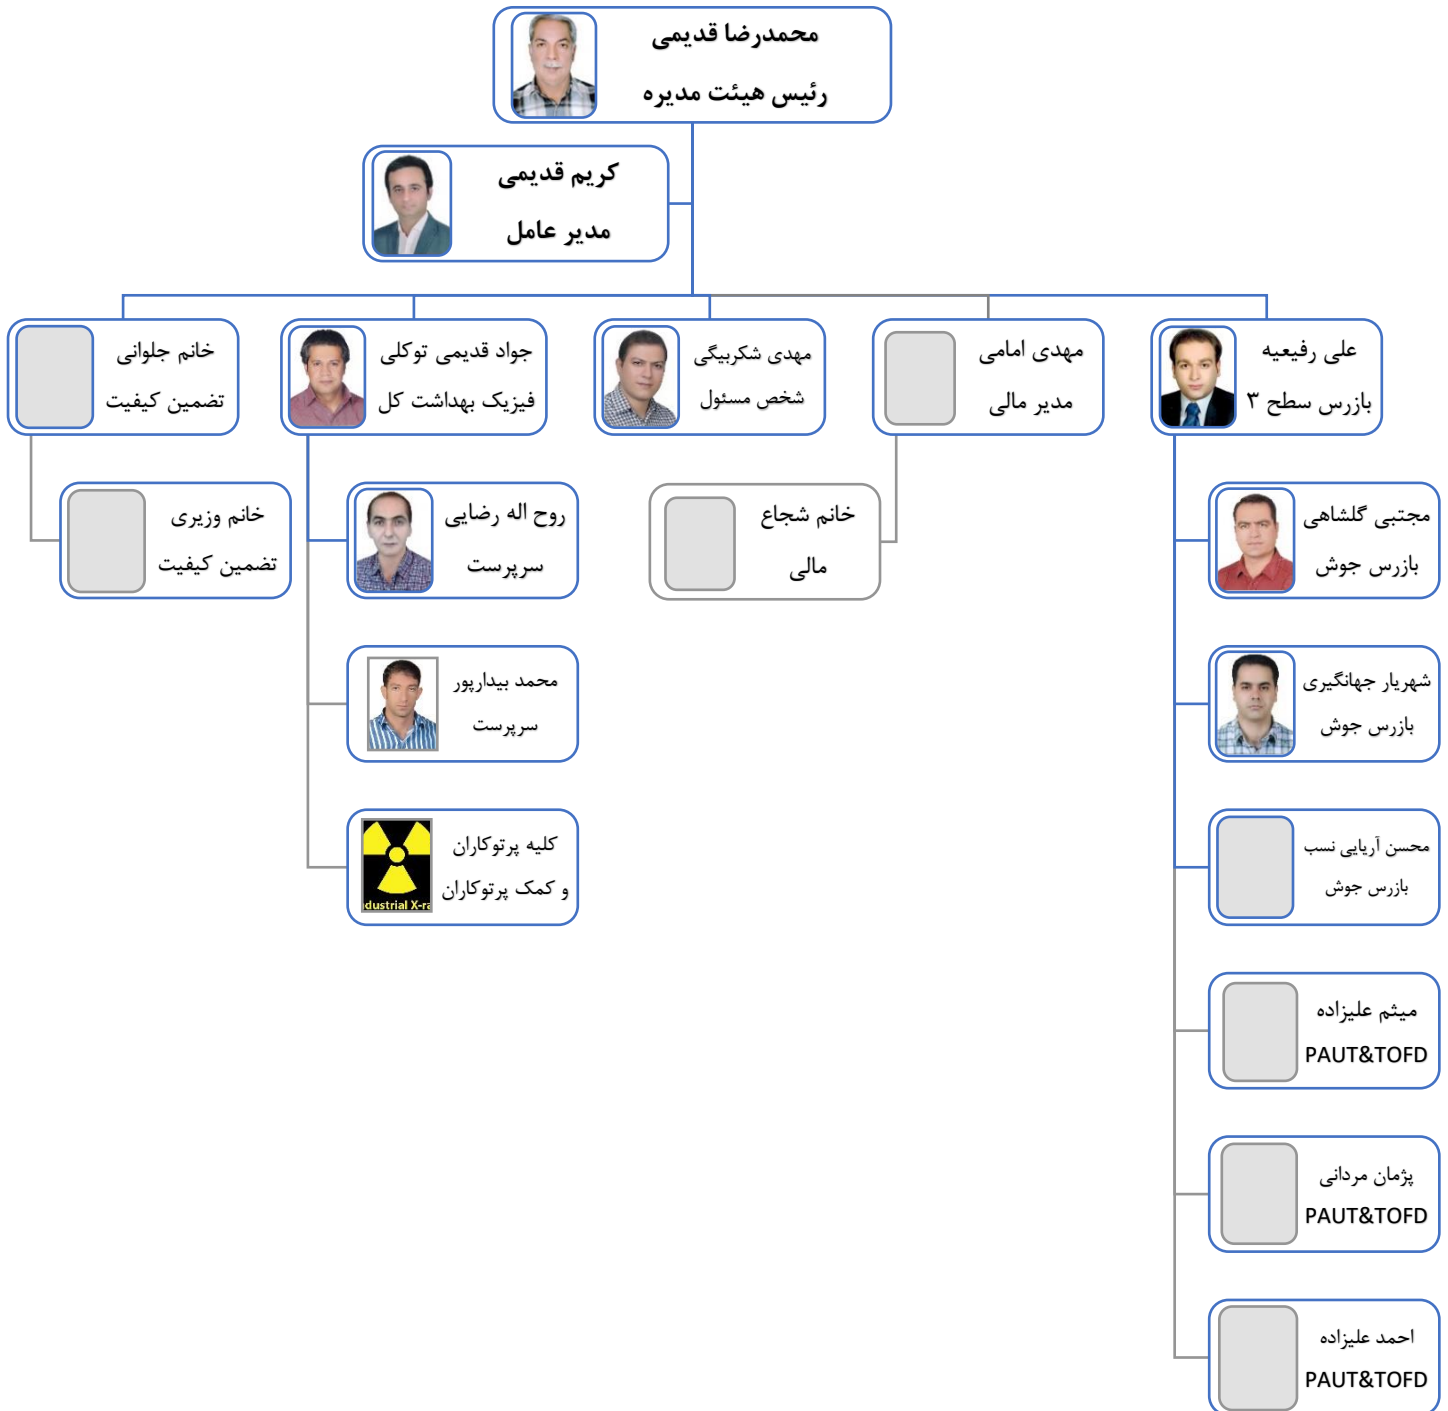 محمدرضا قدیمی
رئیس هیئت مدیره
کریم قدیمی
مدیر عامل
علی رفیعیه
بازرس سطح ۳
مهدی امامی
مدیر مالی
مهدی شکربیگی
شخص مسئول
جواد قدیمی توکلی
فیزیک بهداشت کل
خانم جلوانی
تضمین کیفیت
مجتبی گلشاهی
بازرس جوش
خانم شجاع
مالی
روح اله رضایی
سرپرست
خانم وزیری
تضمین کیفیت
شهریار جهانگیری
بازرس جوش
محمد بیدارپور
سرپرست
محسن آریایی نسب
بازرس جوش
کلیه پرتوکاران
و کمک پرتوکاران
dustrial X-ra
میثم علیزاده
PAUT&TOFD
پژمان مردانی
PAUT&TOFD
احمد علیزاده
PAUT&TOFD